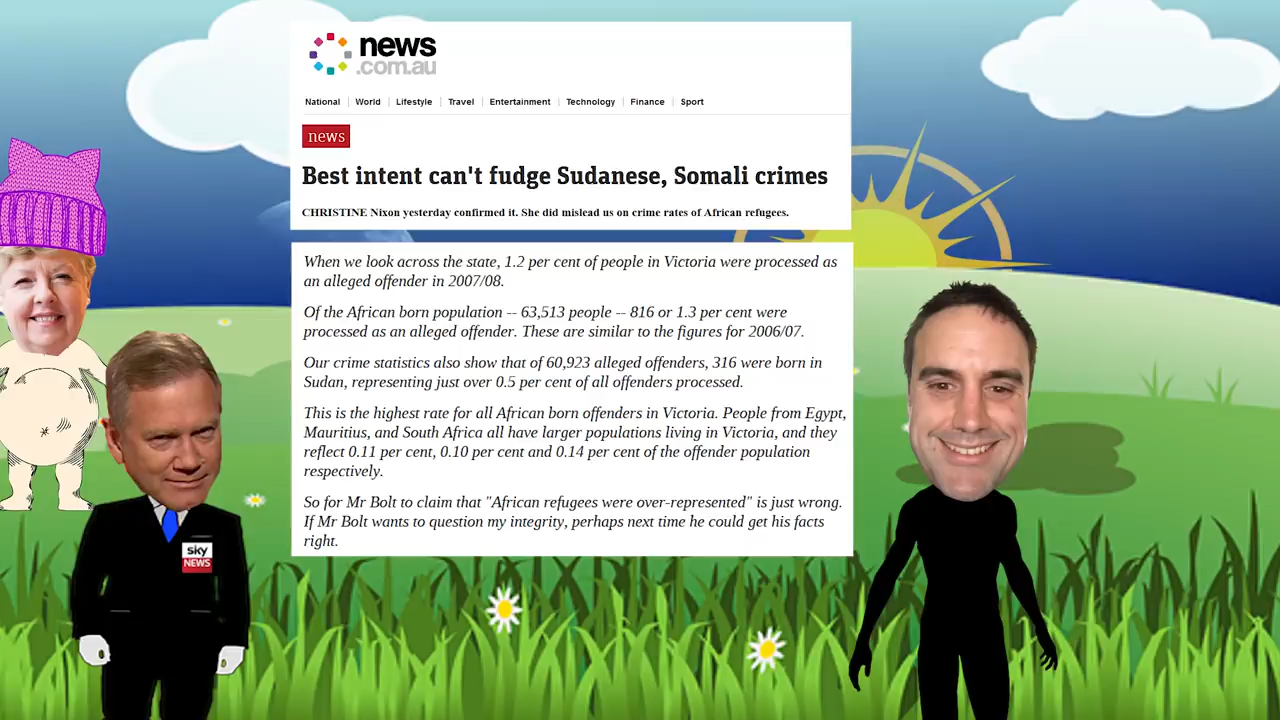 news
.com.au
National World Lifestyle Travel Entertainment Technology Finance Sport
news
Best intent can't fudge Sudanese, Somali crimes
CHRISTINE Nixon yesterday confirmed it. She did mislead us on crime rates of African refugees.
When we look across the state, 1.2 per cent of people in Victoria were processed as
an alleged offender in 2007/08.
Of the African born population -- 63,513 people -- 816 or 1.3 per cent were
processed as an alleged offender. These are similar to the figures for 2006/07.
Our crime statistics also show that of 60,923 alleged offenders, 316 were born in
Sudan, representing just over 0.5 per cent of all offenders processed.
This is the highest rate for all African born offenders in Victoria. People from Egypt,
Mauritius, and South Africa all have larger populations living in Victoria, and they
reflect 0.11 per cent, 0.10 per cent and 0.14 per cent of the offender population
respectively.
So for Mr Bolt to claim that "African refugees were over-represented" is just wrong.
If Mr Bolt wants to question my integrity, perhaps next time he could get his facts
right.
sky
NEWS